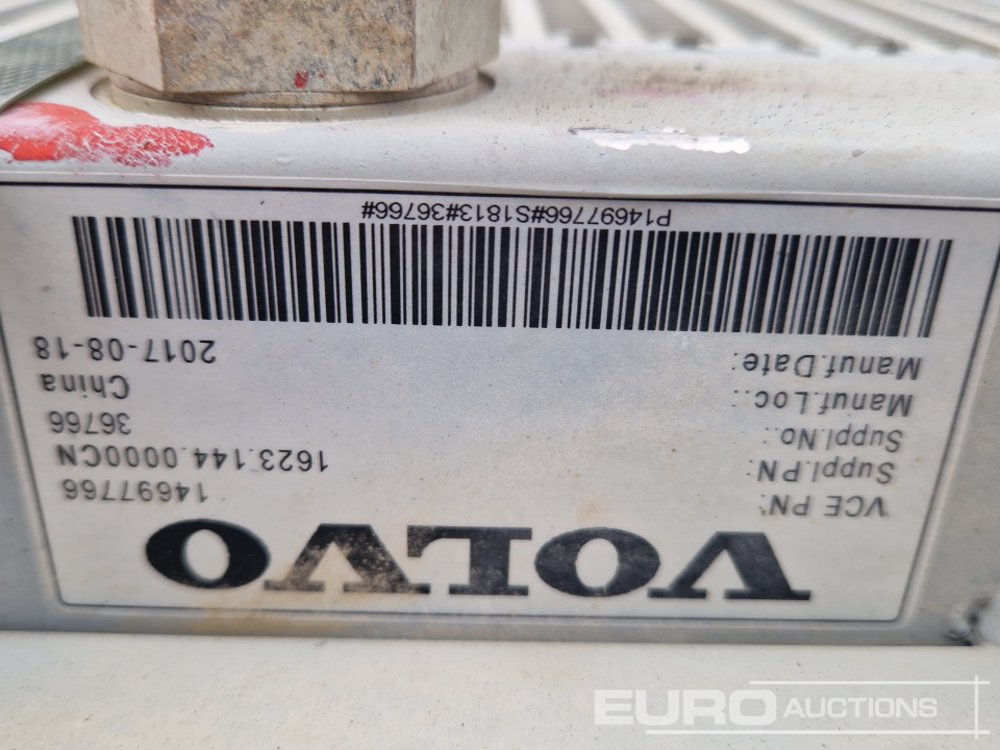 VOLVO
VCE PN: 14697766
Suppl.PN: 1623.144.0000CN
Suppl.No.: 36766
Manuf.Loc.: China
Manuf.Date: 2017-08-18
P14697766#S1813#36766#
EURO AUCTIONS